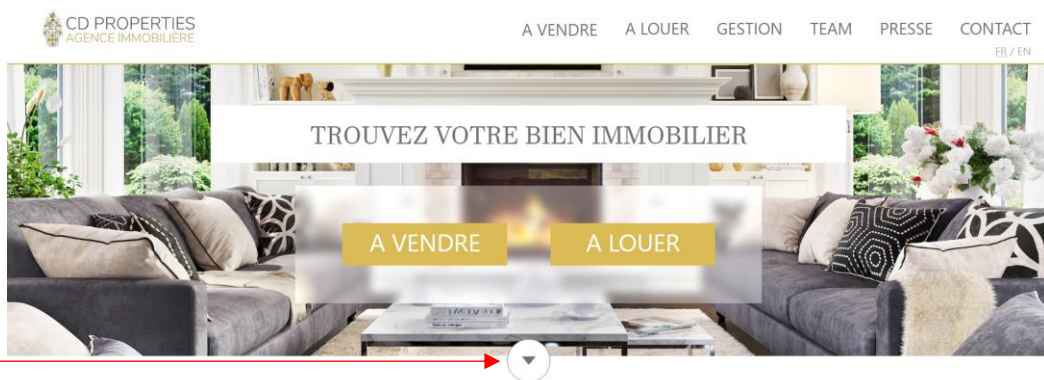 CD PROPERTIES
AGENCE IMMOBILIÈRE
A VENDRE A LOUER GESTION TEAM PRESSE CONTACT
FR / EN
TROUVEZ VOTRE BIEN IMMOBILIER
A VENDRE A LOUER